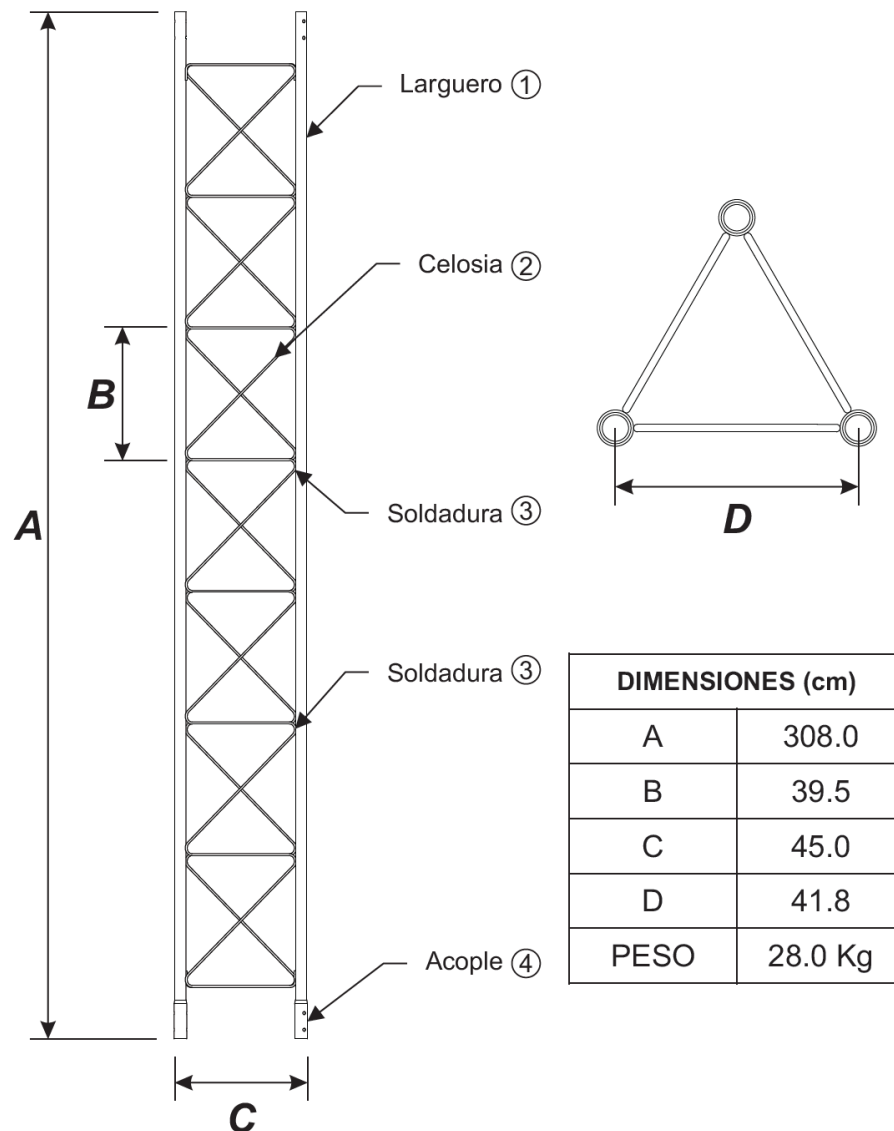 Larguero ①
Celosia ②
B
Soldadura ③
A
D
Soldadura ③
DIMENSIONES (cm)
A 308.0
B 39.5
C 45.0
D 41.8
PESO 28.0 Kg
Acople ④
C